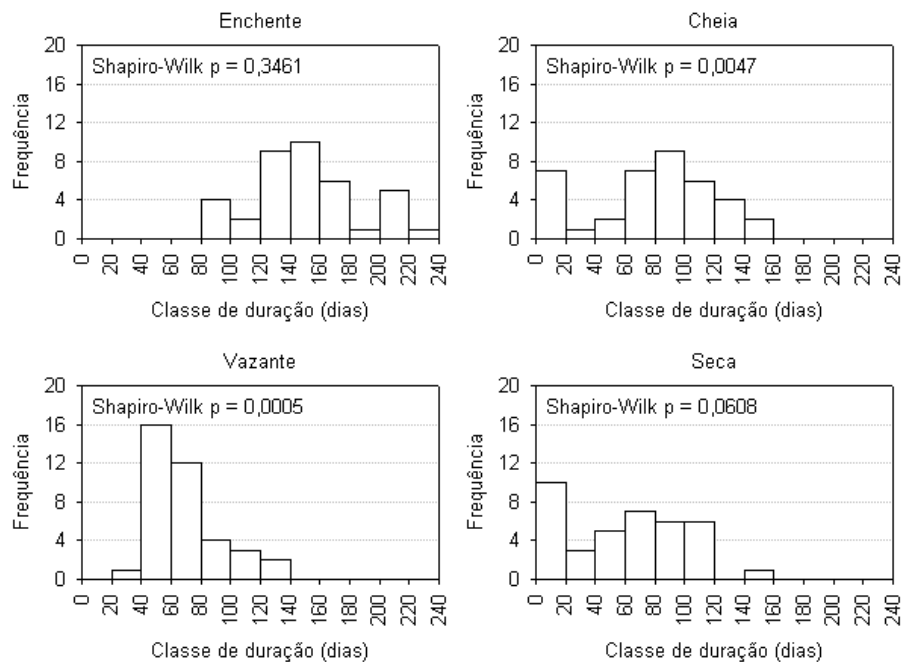 Enchente
Frequência
20
16
12
8
4
0
Shapiro-Wilk p = 0,3461
0 20 40 60 80 100 120 140 160 180 200 220 240
Classe de duração (dias)
Cheia
Frequência
20
16
12
8
4
0
Shapiro-Wilk p = 0,0047
0 20 40 60 80 100 120 140 160 180 200 220 240
Classe de duração (dias)
Vazante
Frequência
20
16
12
8
4
0
Shapiro-Wilk p = 0,0005
0 20 40 60 80 100 120 140 160 180 200 220 240
Classe de duração (dias)
Seca
Frequência
20
16
12
8
4
0
Shapiro-Wilk p = 0,0608
0 20 40 60 80 100 120 140 160 180 200 220 240
Classe de duração (dias)